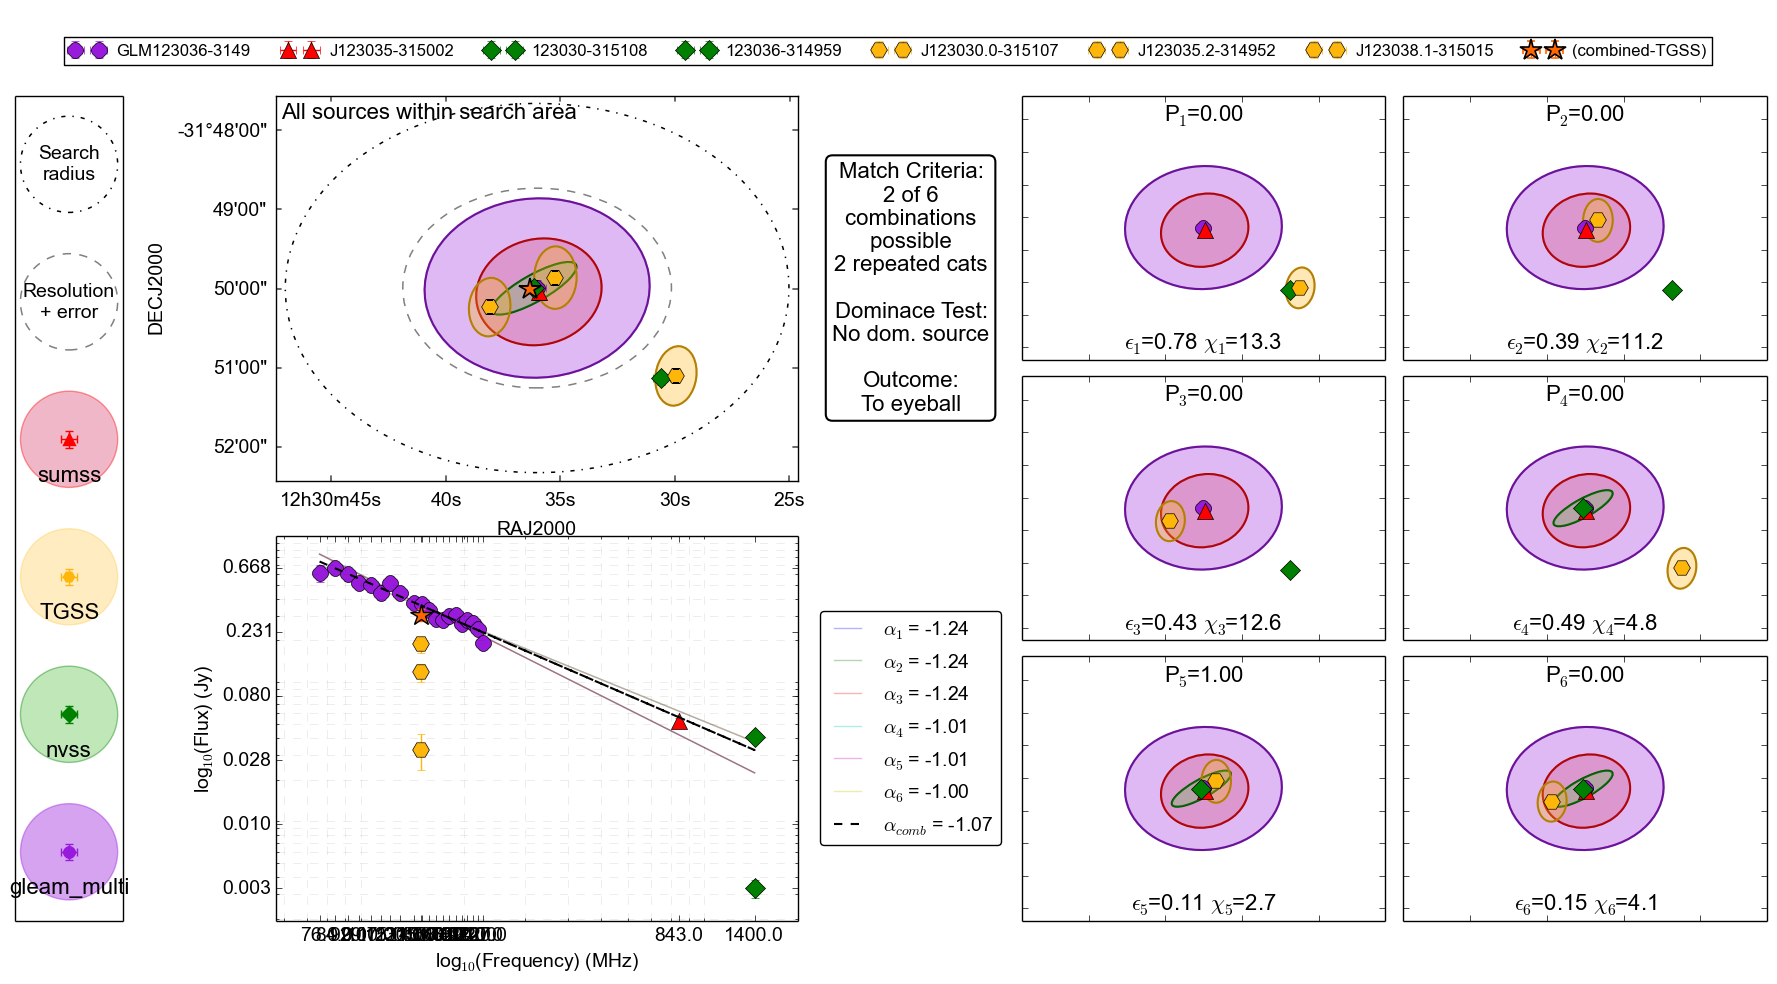 GLM123036-3149 J123035-315002 123030-315108 123036-314959 J123030.0-315107 J123035.2-314952 J123038.1-315015 (combined-TGSS)
Search
radius
Resolution
+ error
sumss
TGSS
nvss
gleam_multi
All sources within search area
DECJ2000
-31°48'00"
49'00"
50'00"
51'00"
52'00"
12h30m45s 40s 35s 30s 25s
RAJ2000
Match Criteria:
2 of 6
combinations
possible
2 repeated cats
Dominace Test:
No dom. source
Outcome:
To eyeball
log₁₀(Flux) (Jy)
0.668
0.231
0.080
0.028
0.010
0.003
843.0 1400.0
log₁₀(Frequency) (MHz)
α₁ = -1.24
α₂ = -1.24
α₃ = -1.24
α₄ = -1.01
α₅ = -1.01
α₆ = -1.00
α_comb = -1.07
P₁=0.00
ϵ₁=0.78 χ₁=13.3
P₂=0.00
ϵ₂=0.39 χ₂=11.2
P₃=0.00
ϵ₃=0.43 χ₃=12.6
P₄=0.00
ϵ₄=0.49 χ₄=4.8
P₅=1.00
ϵ₅=0.11 χ₅=2.7
P₆=0.00
ϵ₆=0.15 χ₆=4.1